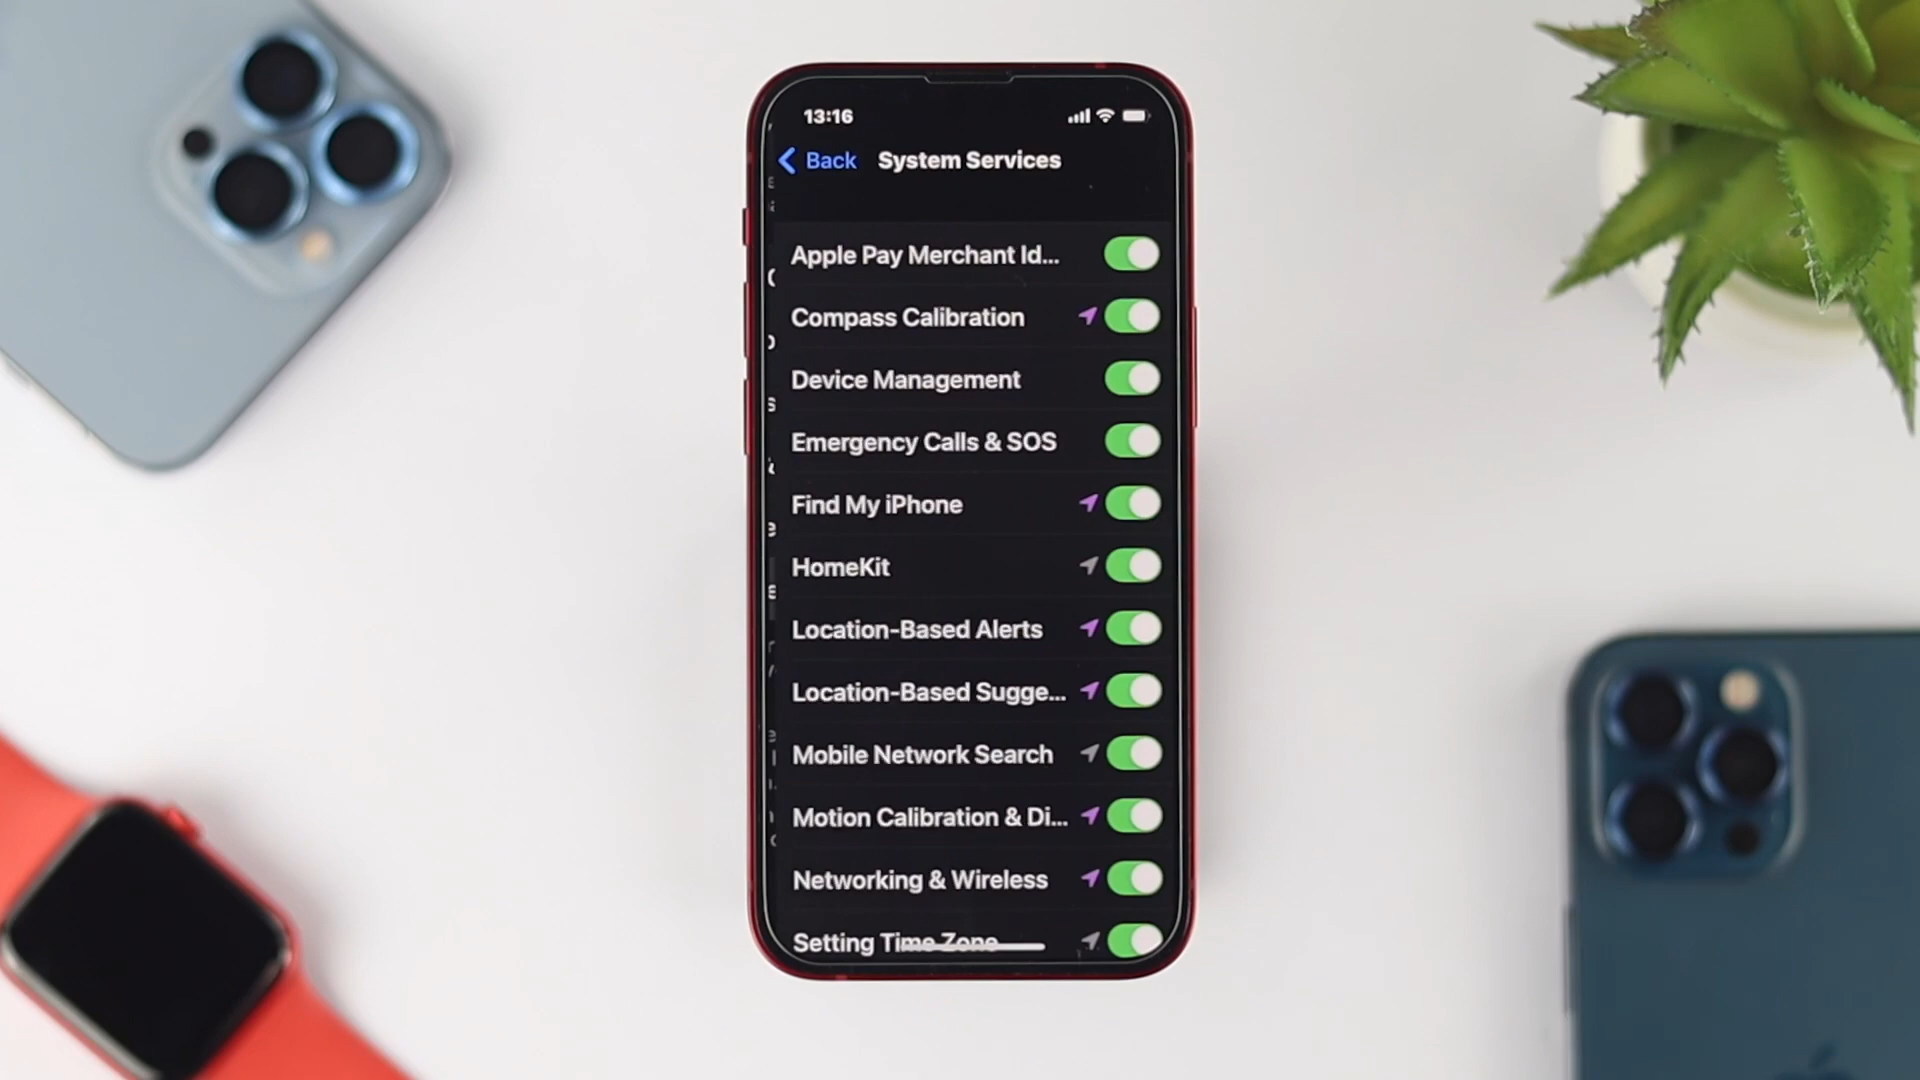 13:16
Back System Services
Apple Pay Merchant Id...
Compass Calibration
Device Management
Emergency Calls & SOS
Find My iPhone
HomeKit
Location-Based Alerts
Location-Based Sugge...
Mobile Network Search
Motion Calibration & Di...
Networking & Wireless
Setting Time Zone